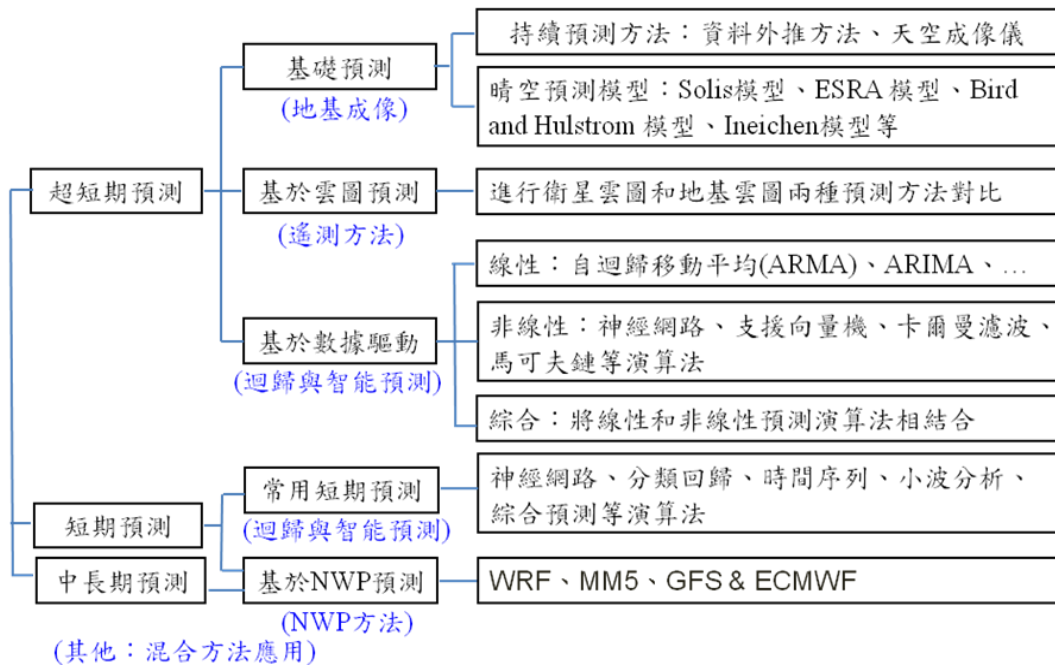 持續預測方法：資料外推方法、天空成像儀
基礎預測
(地基成像)
晴空預測模型：Solis模型、ESRA 模型、Bird
and Hulstrom 模型、Ineichen模型等
超短期預測
基於雲圖預測
(遙測方法)
進行衛星雲圖和地基雲圖兩種預測方法對比
線性：自迴歸移動平均(ARMA)、ARIMA、…
基於數據驅動
(迴歸與智能預測)
非線性：神經網路、支援向量機、卡爾曼濾波、
馬可夫鏈等演算法
綜合：將線性和非線性預測演算法相結合
短期預測
常用短期預測
(迴歸與智能預測)
神經網路、分類回歸、時間序列、小波分析、
綜合預測等演算法
中長期預測
基於NWP預測
(NWP方法)
WRF、MM5、GFS & ECMWF
(其他：混合方法應用)